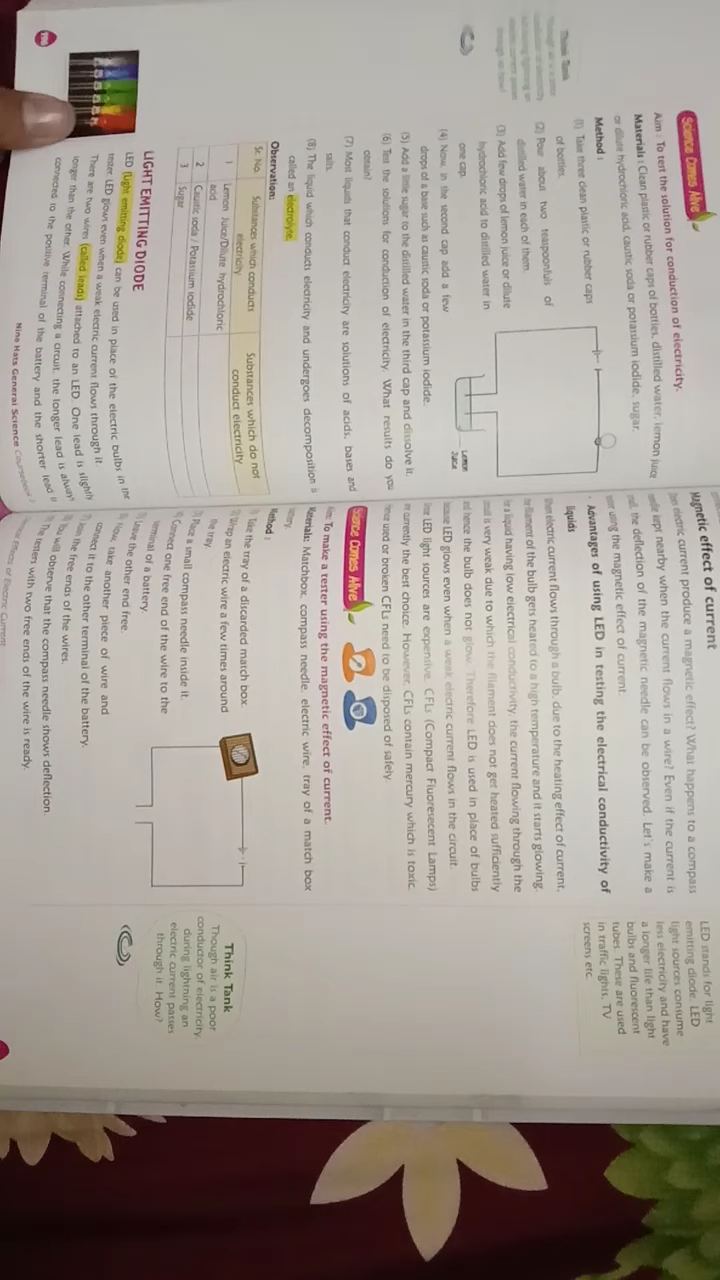 Science Comes Alive
Aim : To test the solution for conduction of electricity.
Materials : Clean plastic or rubber caps of bottles, distilled water, lemon juice
or dilute hydrochloric acid, caustic soda or potassium iodide, sugar.
Method :
(1) Take three clean plastic or rubber caps
of bottles.
(2) Pour about two teaspoonfuls of
distilled water in each of them.
(3) Add few drops of lemon juice or dilute
hydrochloric acid to distilled water in
one cap.
(4) Now, in the second cap add a few
drops of a base such as caustic soda or potassium iodide.
(5) Add a little sugar to the distilled water in the third cap and dissolve it.
(6) Test the solutions for conduction of electricity. What results do you
obtain?
(7) Most liquids that conduct electricity are solutions of acids, bases and
salts.
(8) The liquid which conducts electricity and undergoes decomposition is
called an electrolyte.
Lemon
Juice
Think Tank
Observation:
Sr. No. Substance which conducts electricity Substances which do not conduct electricity
1 Lemon Juice/Dilute hydrochloric acid
2 Caustic soda / Potassium iodide
3 Sugar
LIGHT EMITTING DIODE
LED (Light emitting diode) can be used in place of the electric bulbs in the
tester. LED glows even when a weak electric current flows through it.
There are two wires (called leads) attached to an LED. One lead is slightly
longer than the other. While connecting a circuit, the longer lead is always
connected to the positive terminal of the battery and the shorter lead
Nine Hats General Science Coursebook
Magnetic effect of current
electric current produce a magnetic effect? What happens to a compass
kept nearby when the current flows in a wire? Even if the current is
the deflection of the magnetic needle can be observed. Let's make a
using the magnetic effect of current.
Advantages of using LED in testing the electrical conductivity of
liquids
When electric current flows through a bulb, due to the heating effect of current,
filament of the bulb gets heated to a high temperature and it starts glowing.
a liquid having low electrical conductivity, the current flowing through the
is very weak due to which the filament does not get heated sufficiently
and hence the bulb does not glow. Therefore LED is used in place of bulbs
because LED glows even when a weak electric current flows in the circuit.
LED light sources are expensive, CFLs (Compact Fluoresecent Lamps)
are currently the best choice. However, CFLs contain mercury which is toxic.
used or broken CFLs need to be disposed of safely.
Science Comes Alive
Aim: To make a tester using the magnetic effect of current.
Materials: Matchbox, compass needle, electric wire, tray of a match box
battery.
Method :
Take the tray of a discarded match box.
Wrap an electric wire a few times around
the tray.
Place a small compass needle inside it.
Connect one free end of the wire to the
terminal of a battery.
Leave the other end free.
Now, take another piece of wire and
connect it to the other terminal of the battery.
Join the free ends of the wires.
You will observe that the compass needle shows deflection.
The testers with two free ends of the wire is ready.
Effects of Electric Current
LED stands for light
emitting diode. LED
light sources consume
less electricity and have
a longer life than light
bulbs and fluorescent
tubes. These are used
in traffic lights, TV
screens etc.
Think Tank
Though air is a poor
conductor of electricity,
during lightning an
electric current passes
through it. How?